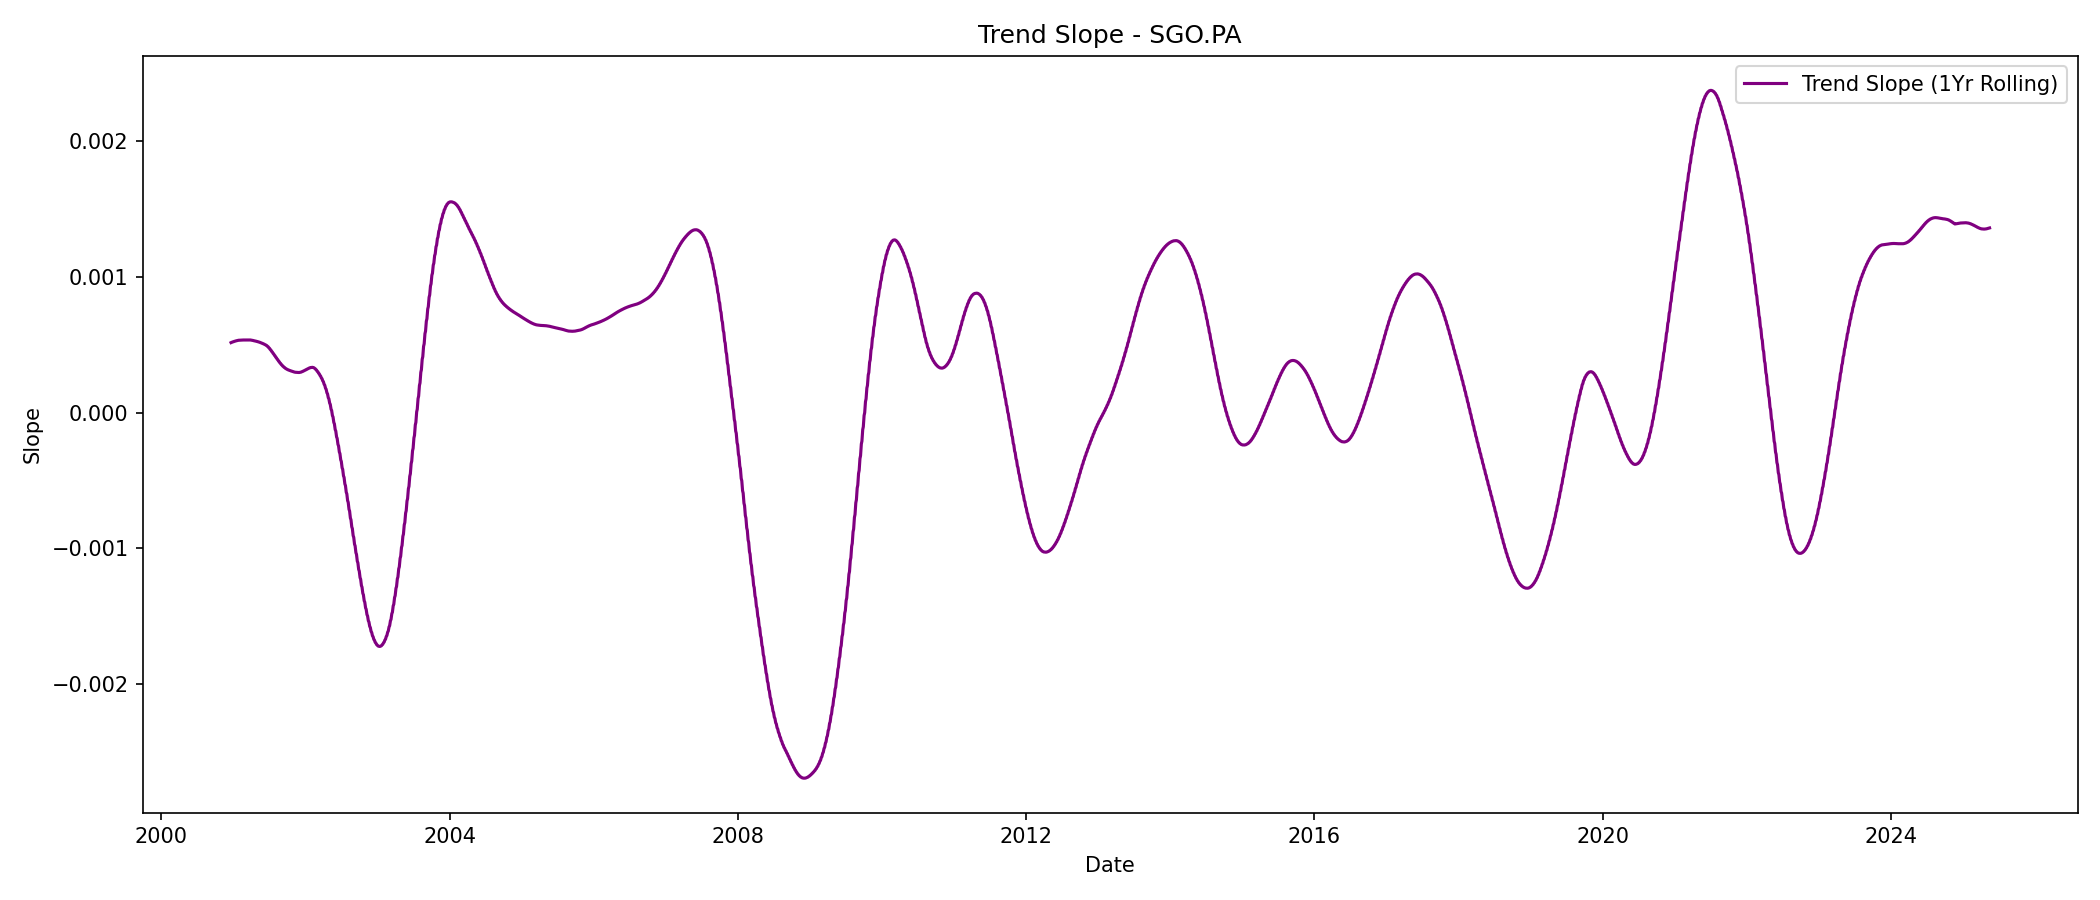 Trend Slope - SGO.PA
Trend Slope (1Yr Rolling)
0.002
0.001
0.000
−0.001
−0.002
Slope
2000 2004 2008 2012 2016 2020 2024
Date